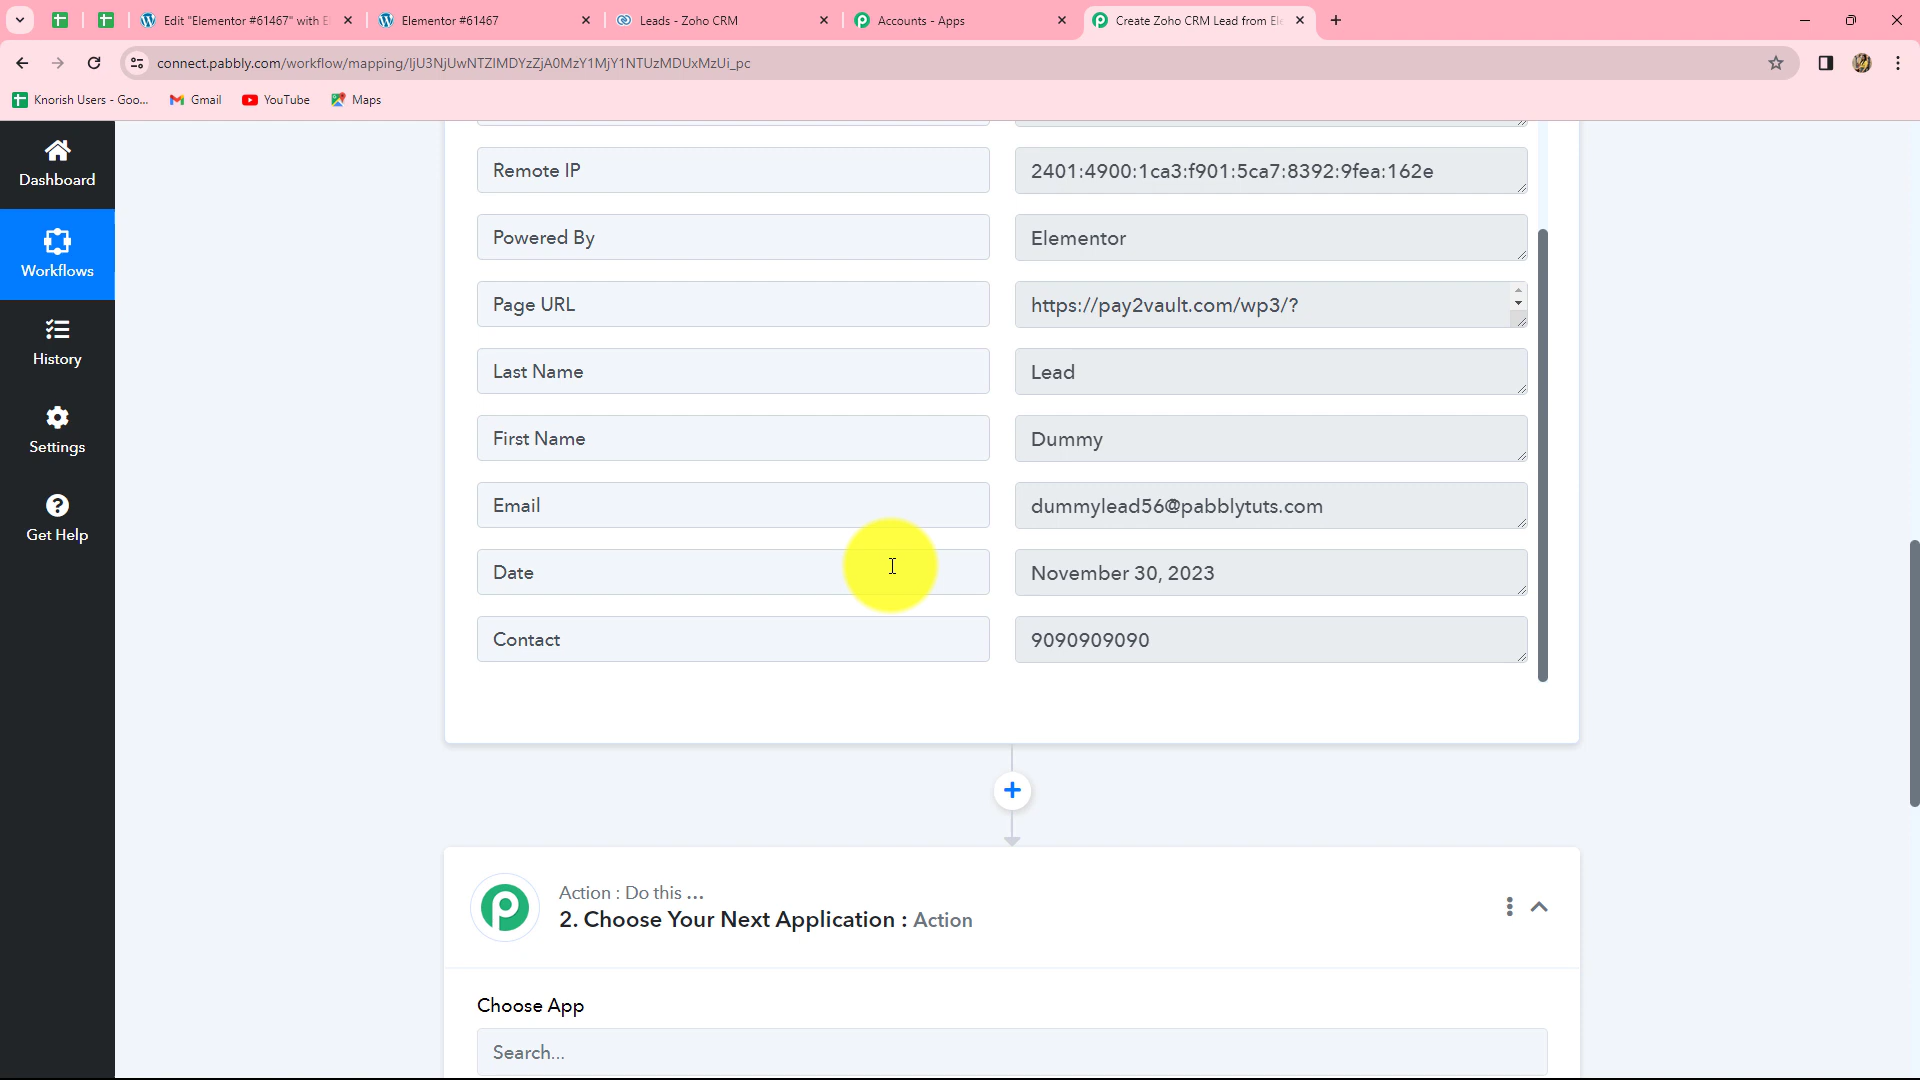 Edit "Elementor #61467" with E
Elementor #61467
Leads - Zoho CRM
Accounts - Apps
Create Zoho CRM Lead from El
connect.pabbly.com/workflow/mapping/IjU3NjUwNTZlMDYzZjA0MzY1MjY1NTUzMDUxMzUi_pc
Knorish Users - Goo...
Gmail
YouTube
Maps
Dashboard
Workflows
History
Settings
Get Help
Remote IP
2401:4900:1ca3:f901:5ca7:8392:9fea:162e
Powered By
Elementor
Page URL
https://pay2vault.com/wp3/?
Last Name
Lead
First Name
Dummy
Email
dummylead56@pabblytuts.com
Date
November 30, 2023
Contact
9090909090
Action : Do this ...
2. Choose Your Next Application : Action
Choose App
Search...